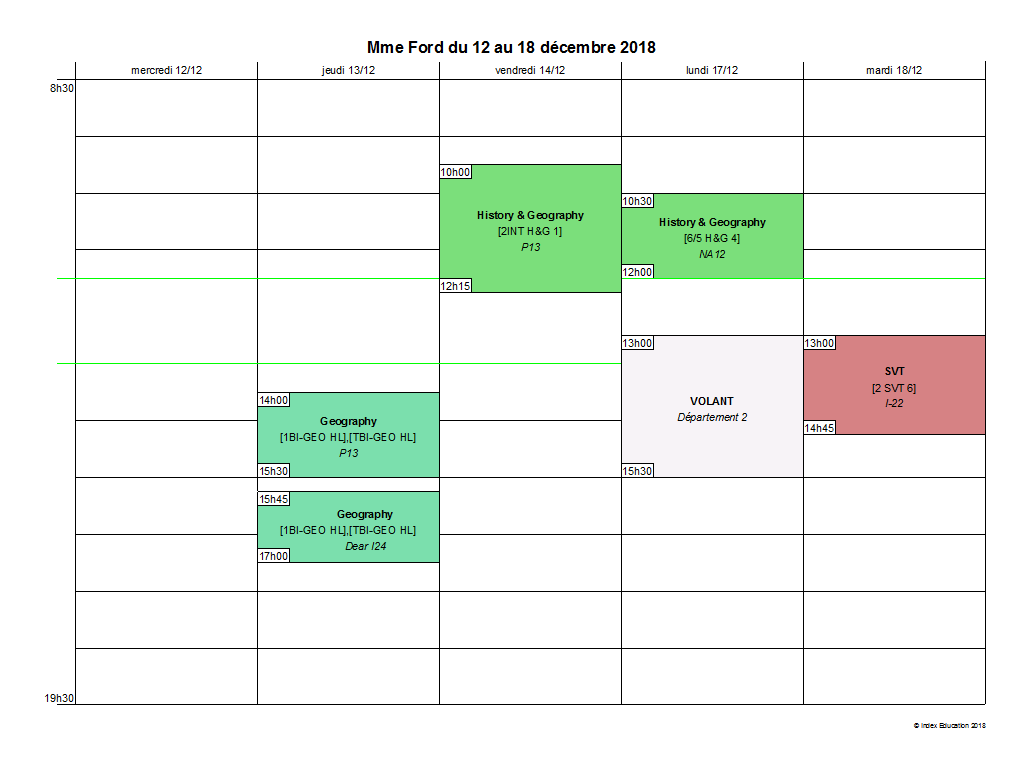 Mme Ford du 12 au 18 décembre 2018
mercredi 12/12
jeudi 13/12
vendredi 14/12
lundi 17/12
mardi 18/12
8h30
14h00
Geography
[1BI-GEO HL],[TBI-GEO HL]
P13
15h30
15h45
Geography
[1BI-GEO HL],[TBI-GEO HL]
Dear I24
17h00
10h00
History & Geography
[2INT H&G 1]
P13
12h15
10h30
History & Geography
[6/5 H&G 4]
NA12
12h00
13h00
VOLANT
Département 2
15h30
13h00
SVT
[2 SVT 6]
I-22
14h45
19h30
© Index Education 2018